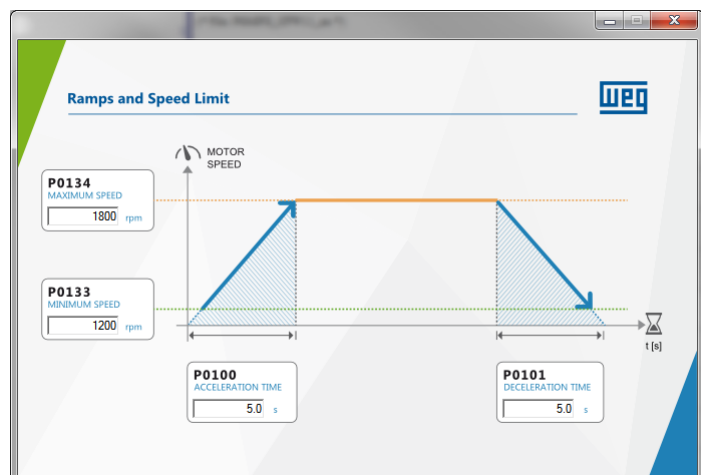 Ramps and Speed Limit
weg
MOTOR
SPEED
P0134
MAXIMUM SPEED
1800 rpm
P0133
MINIMUM SPEED
1200 rpm
t [s]
P0100
ACCELERATION TIME
5.0 s
P0101
DECELERATION TIME
5.0 s